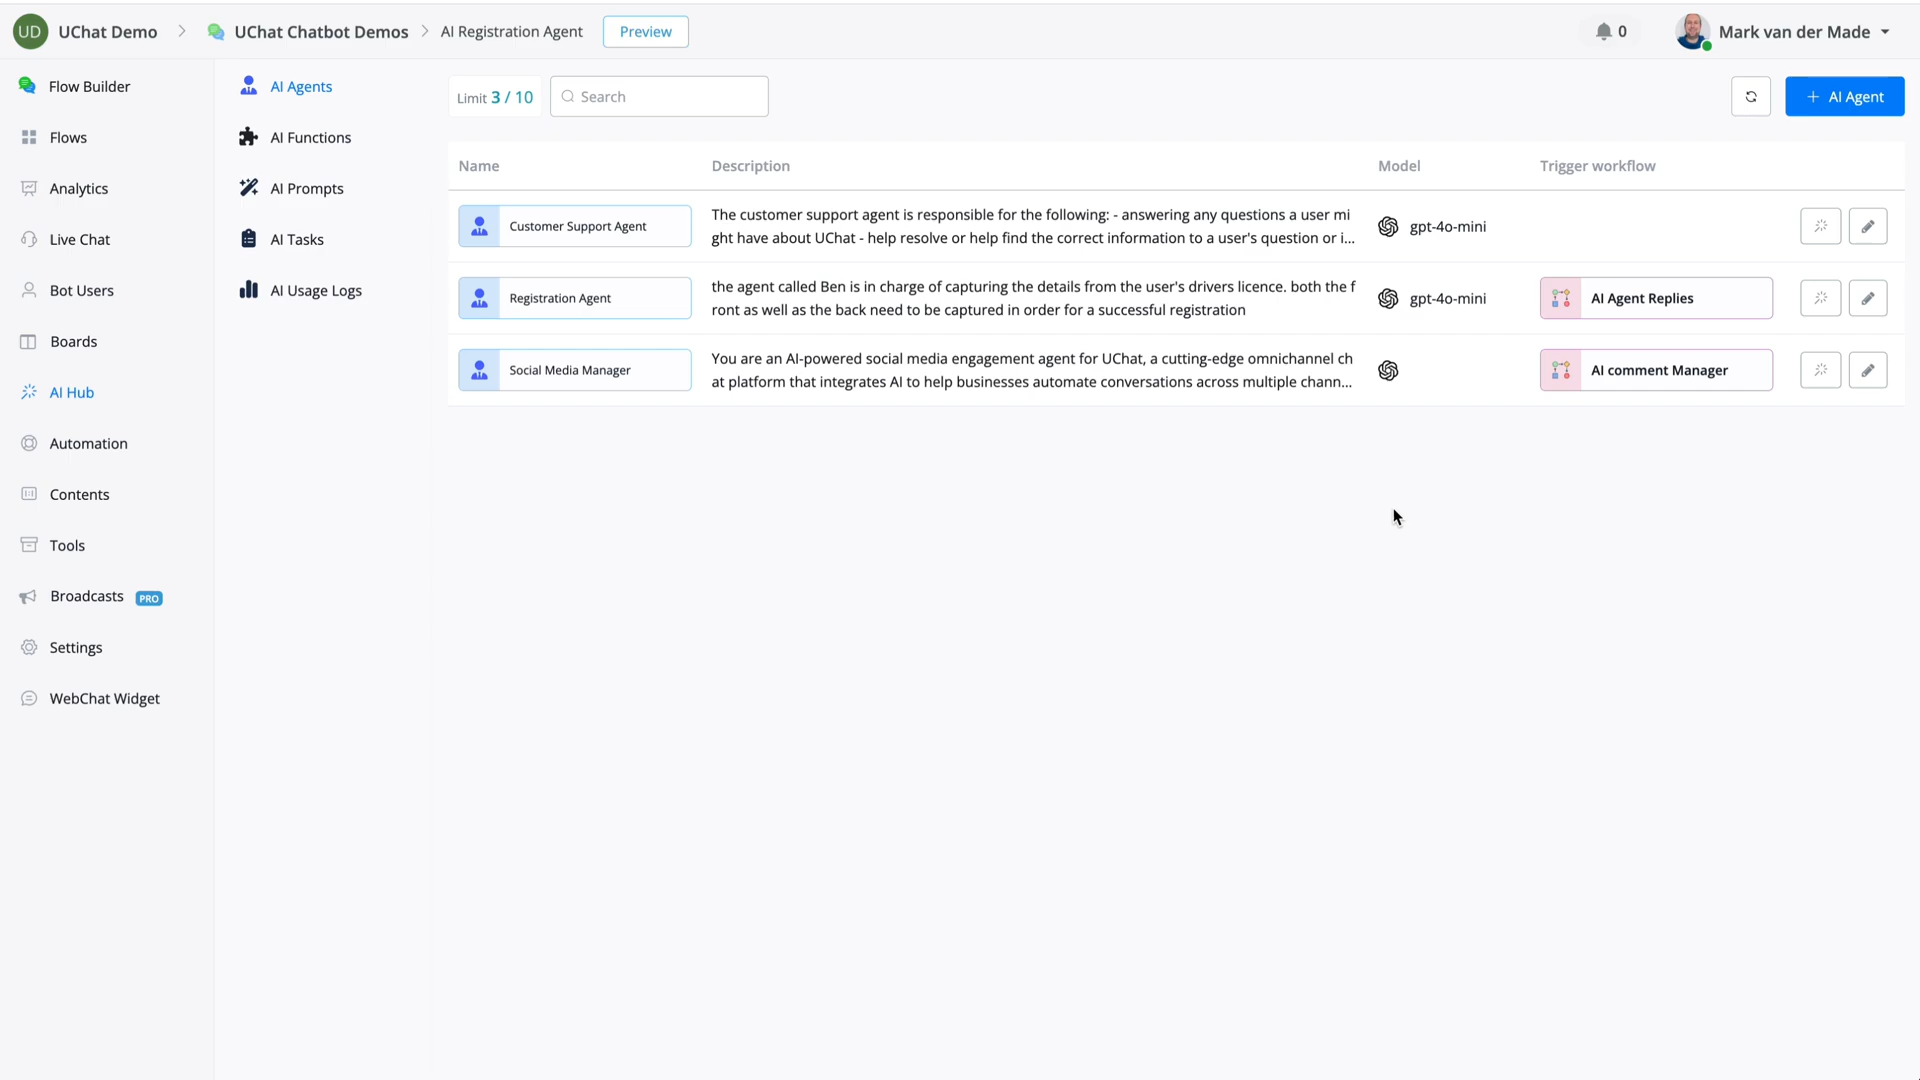 UD UChat Demo > UChat Chatbot Demos > AI Registration Agent Preview 0 Mark van der Made
Flow Builder
Flows
Analytics
Live Chat
Bot Users
Boards
AI Hub
Automation
Contents
Tools
Broadcasts PRO
Settings
WebChat Widget
AI Agents
AI Functions
AI Prompts
AI Tasks
AI Usage Logs
Limit 3 / 10 Search + AI Agent
Name Description Model Trigger workflow
Customer Support Agent
The customer support agent is responsible for the following: - answering any questions a user mi
ght have about UChat - help resolve or help find the correct information to a user's question or i...
gpt-4o-mini
Registration Agent
the agent called Ben is in charge of capturing the details from the user's drivers licence. both the f
ront as well as the back need to be captured in order for a successful registration
gpt-4o-mini
AI Agent Replies
Social Media Manager
You are an AI-powered social media engagement agent for UChat, a cutting-edge omnichannel ch
at platform that integrates AI to help businesses automate conversations across multiple chann...
AI comment Manager